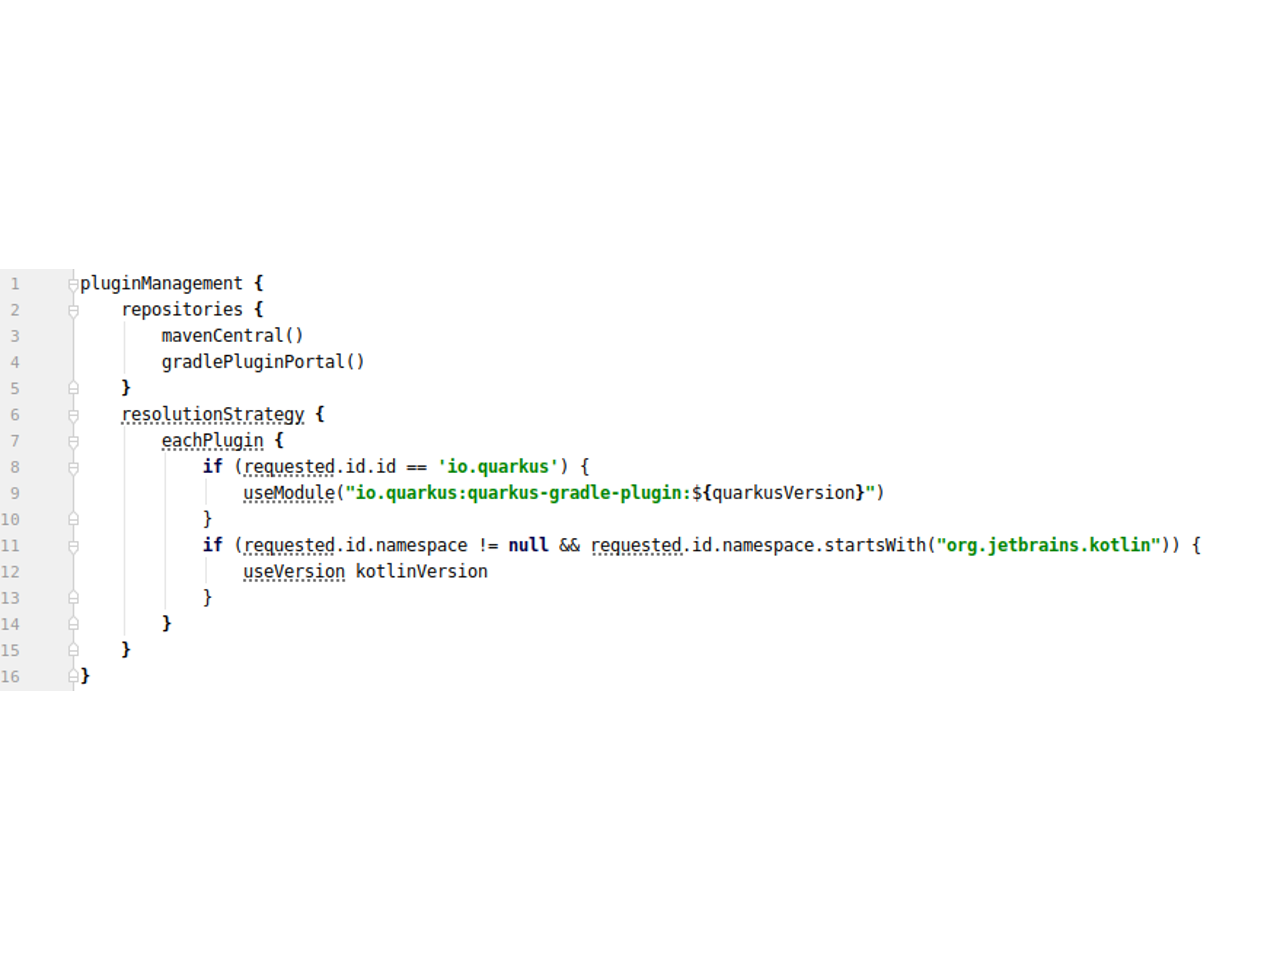 1 pluginManagement {
2 repositories {
3 mavenCentral()
4 gradlePluginPortal()
5 }
6 resolutionStrategy {
7 eachPlugin {
8 if (requested.id.id == 'io.quarkus') {
9 useModule("io.quarkus:quarkus-gradle-plugin:${quarkusVersion}")
10 }
11 if (requested.id.namespace != null && requested.id.namespace.startsWith("org.jetbrains.kotlin")) {
12 useVersion kotlinVersion
13 }
14 }
15 }
16 }